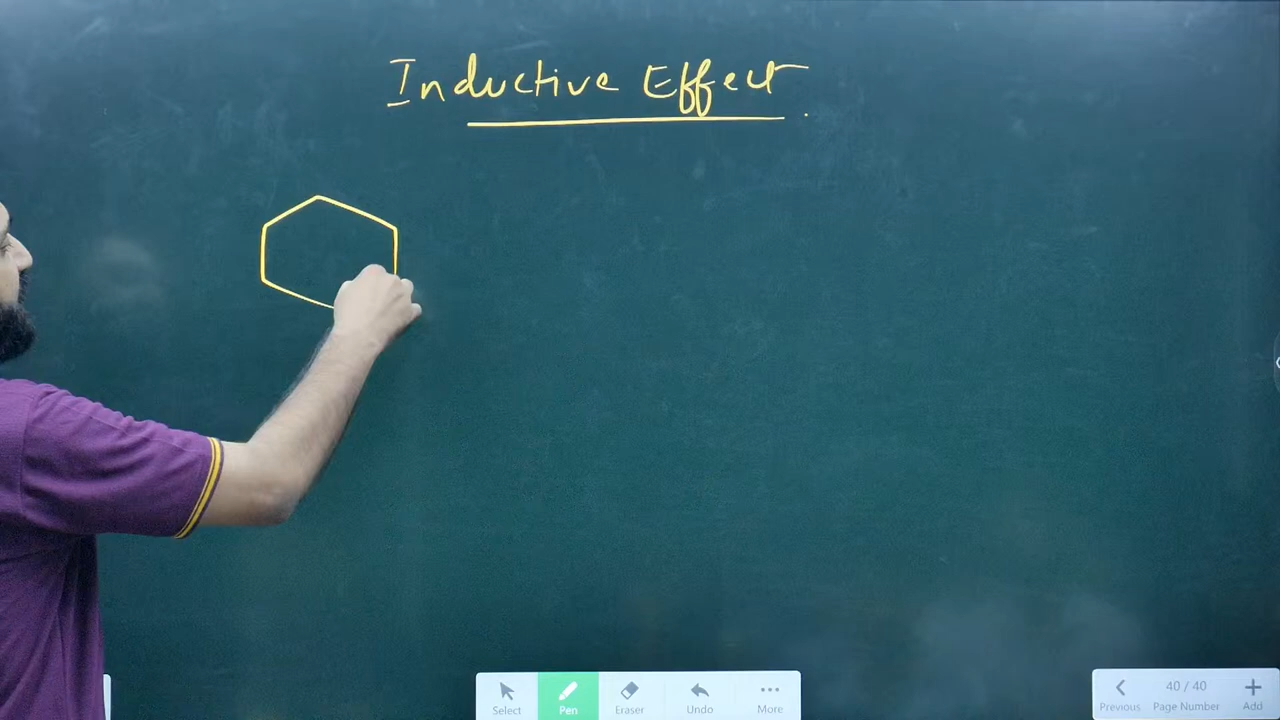 Inductive Effect.
Select Pen Eraser Undo More
Previous 40 / 40 Page Number Add